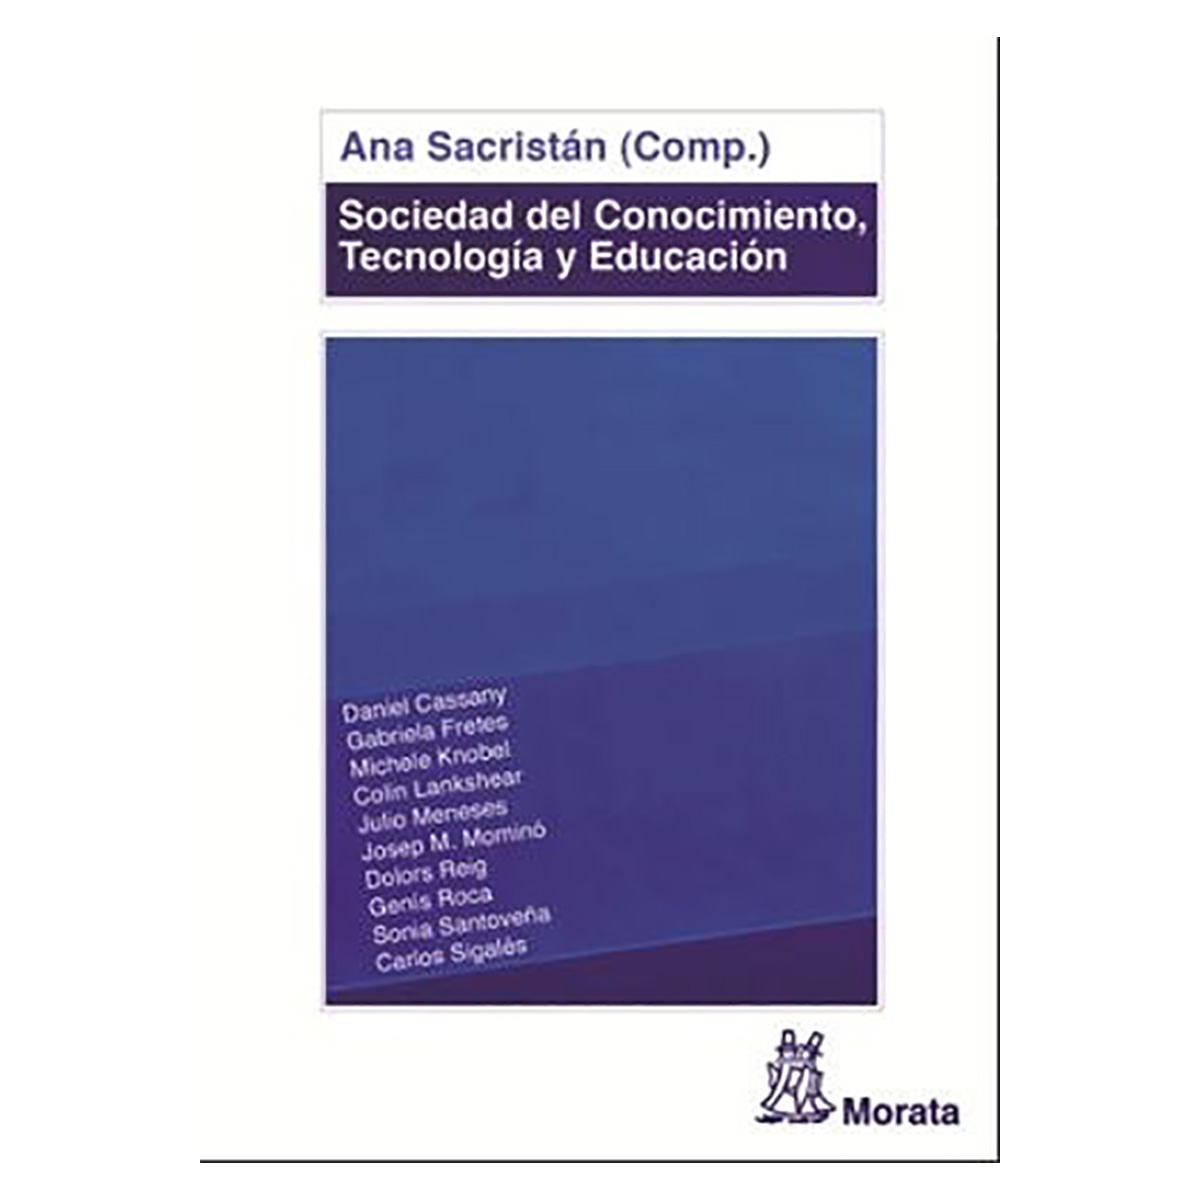 Ana Sacristán (Comp.)
Sociedad del Conocimiento,
Tecnología y Educación
Daniel Cassany
Gabriela Fretes
Michele Knobel
Colin Lankshear
Julio Meneses
Josep M. Mominó
Dolors Reig
Genís Roca
Sonia Santoveña
Carlos Sigalés
Morata